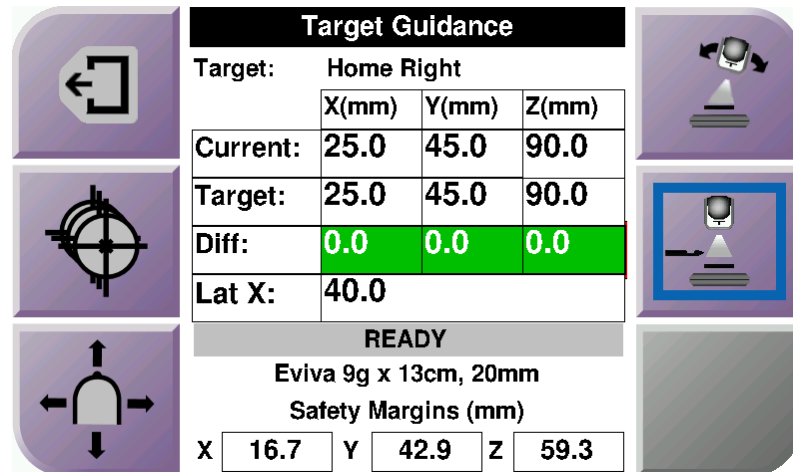 Target Guidance
Target: Home Right
X(mm) Y(mm) Z(mm)
Current: 25.0 45.0 90.0
Target: 25.0 45.0 90.0
Diff: 0.0 0.0 0.0
Lat X: 40.0
READY
Eviva 9g x 13cm, 20mm
Safety Margins (mm)
X 16.7 Y 42.9 Z 59.3